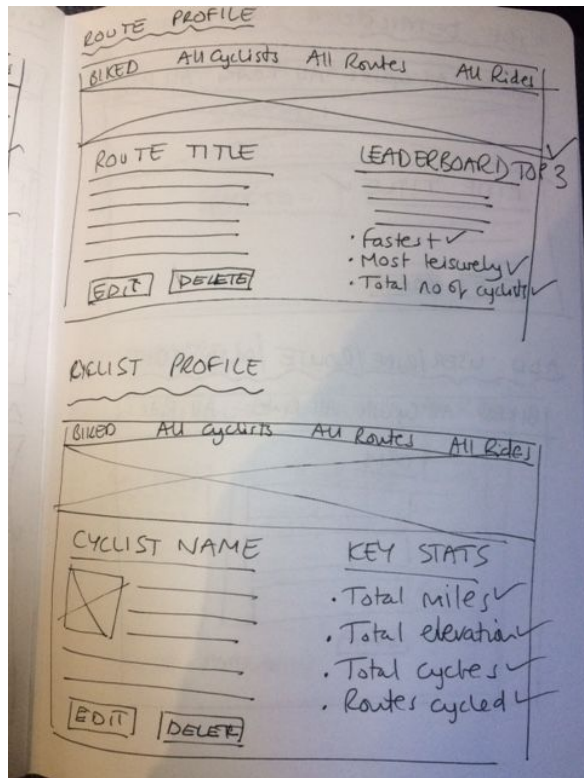 ROUTE PROFILE
BIKED All Cyclists All Routes All Rides
ROUTE TITLE
LEADERBOARD TOP 3
• Fastest ✓
• Most leisurely ✓
• Total no of cyclists ✓
EDIT DELETE
CYCLIST PROFILE
BIKED All Cyclists All Routes All Rides
CYCLIST NAME
KEY STATS
• Total miles ✓
• Total elevation ✓
• Total cycles ✓
• Routes cycled ✓
EDIT DELETE